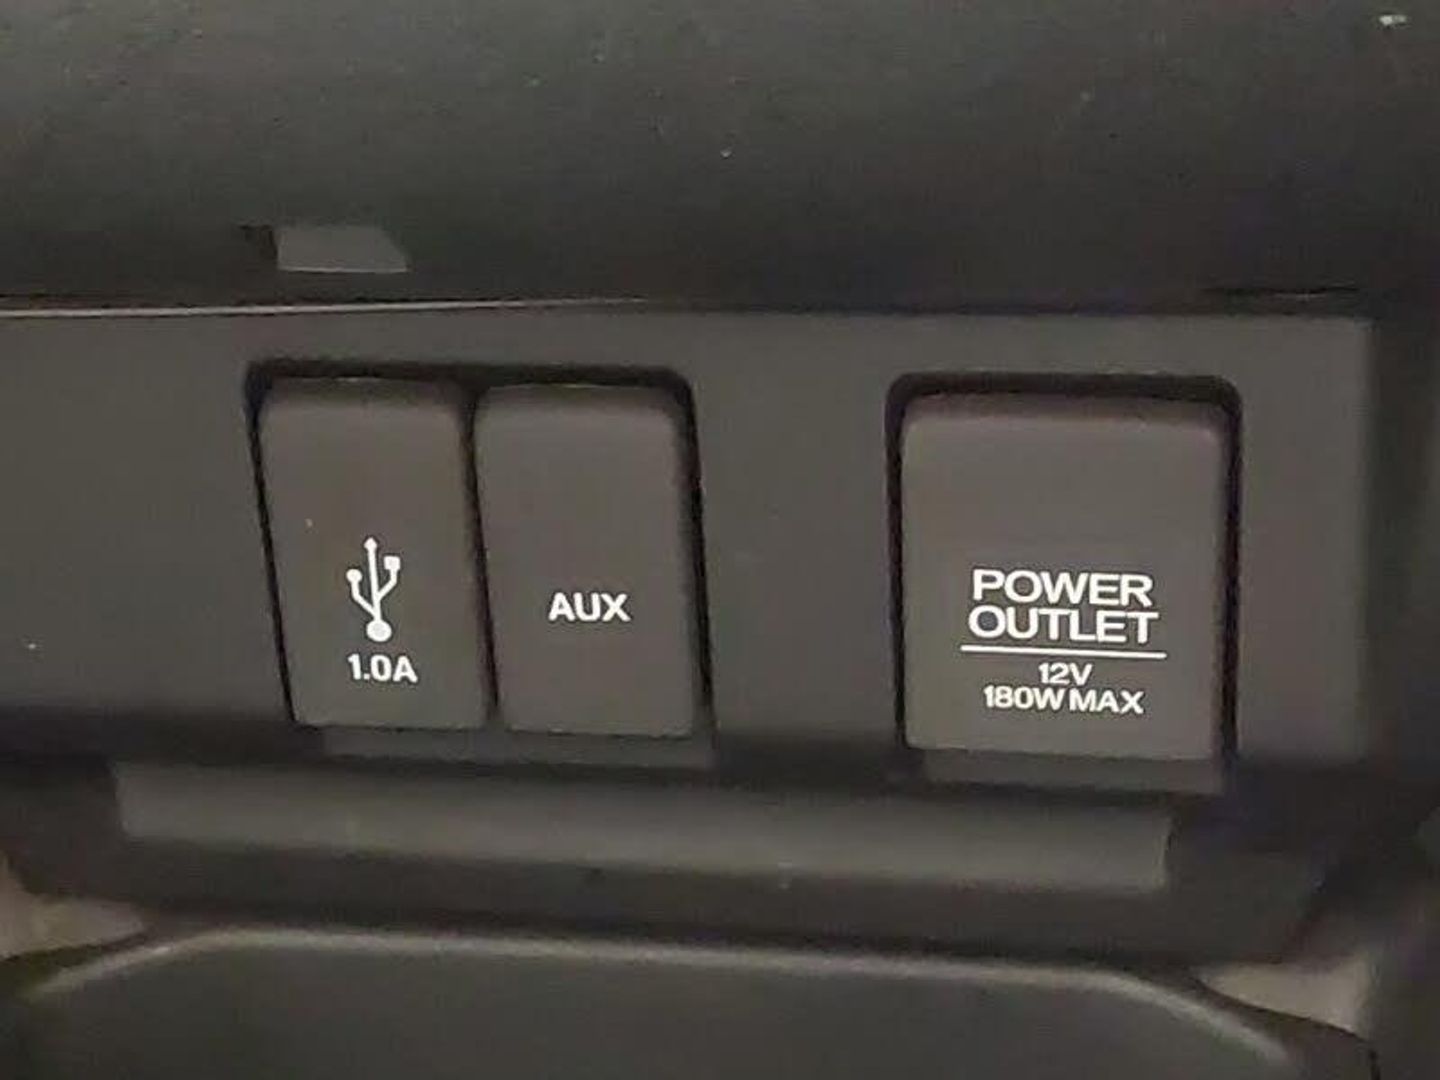 1.0A
AUX
POWER
OUTLET
12V
180W MAX